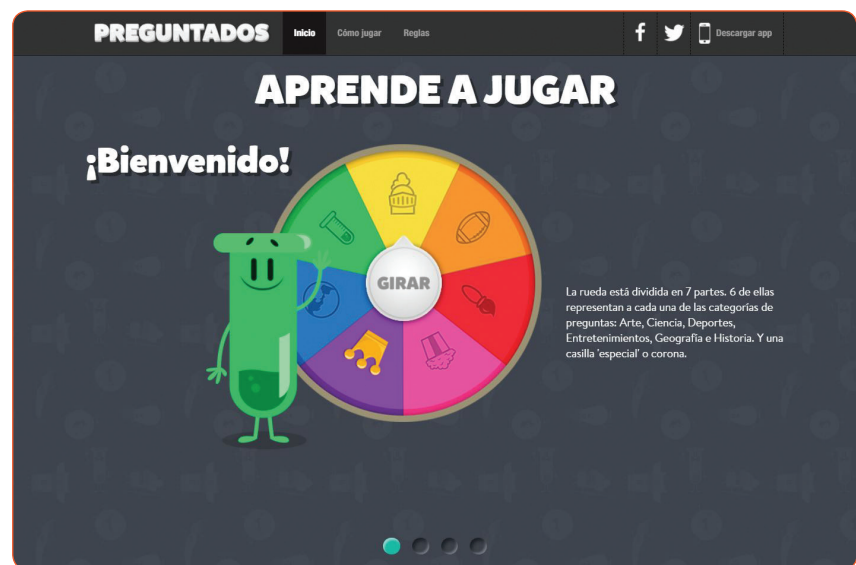 PREGUNTADOS Inicio Cómo jugar Reglas Descargar app
APRENDE A JUGAR
¡Bienvenido!
GIRAR
La rueda está dividida en 7 partes. 6 de ellas
representan a cada una de las categorías de
preguntas: Arte, Ciencia, Deportes,
Entretenimientos, Geografía e Historia. Y una
casilla 'especial' o corona.